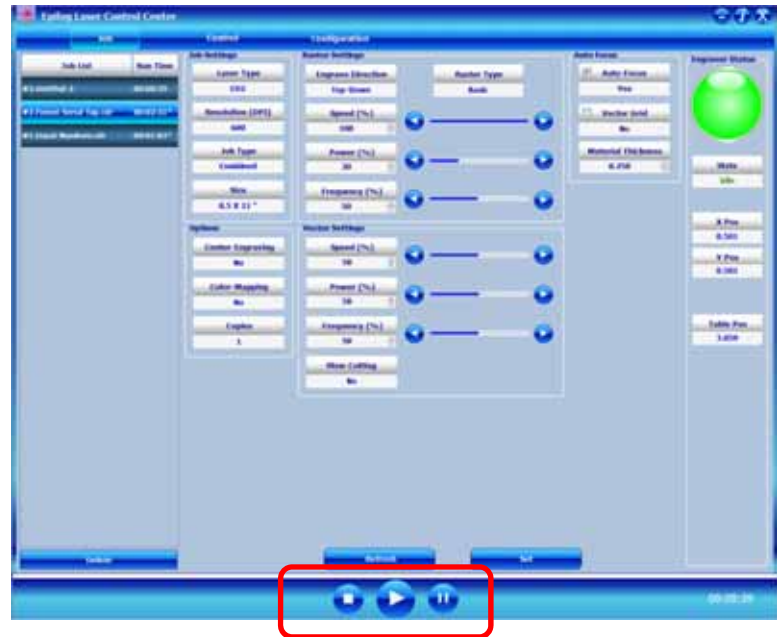 Epilog Laser Control Center
Job
Control
Configuration
Job List
Run Time
Job Settings
Laser Type
CO2
Resolution (DPI)
600
Job Type
Combined
Size
Options
Center Engraving
No
Color Mapping
No
Copies
1
Raster Settings
Engrave Direction
Top-Down
Raster Type
Basic
Speed (%)
100
Power (%)
30
Frequency (%)
50
Vector Settings
Speed (%)
50
Power (%)
50
Frequency (%)
50
Slow Cutting
No
Auto Focus
Auto Focus
Yes
Vector Grid
No
Material Thickness
0.250
Engraver Status
State
Idle
X Pos
Y Pos
Table Pos
Delete
Refresh
Set